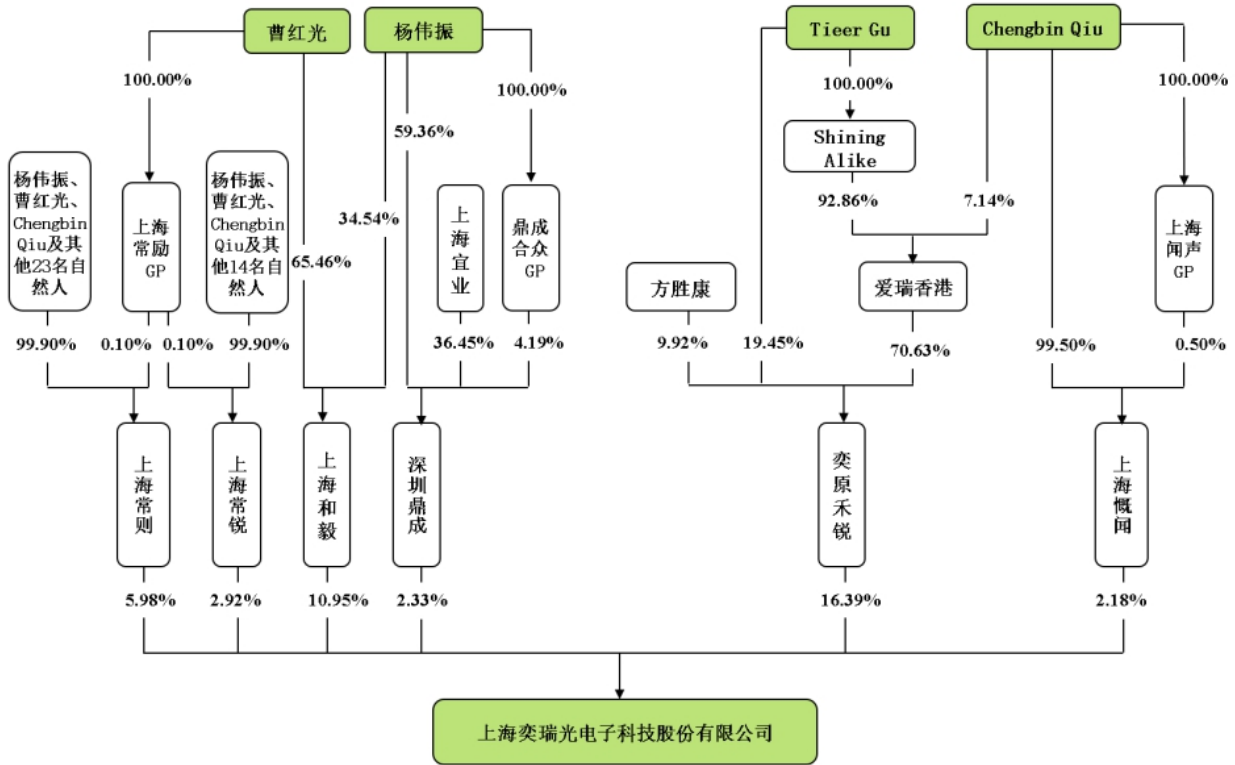 曹红光
杨伟振
Tieer Gu
Chengbin Qiu
100.00%
100.00%
100.00%
100.00%
59.36%
Shining
Alike
杨伟振、
曹红光、
Chengbin
Qiu及其
他23名自
然人
上海
常励
GP
杨伟振、
曹红光、
Chengbin
Qiu及其
他14名自
然人
34.54%
65.46%
上海宜业
鼎成
合众
GP
92.86%
7.14%
上海
闻声
GP
方胜康
爱瑞香港
99.90%
0.10%
0.10%
99.90%
36.45%
4.19%
9.92%
19.45%
70.63%
99.50%
0.50%
上海常则
上海常锐
上海和毅
深圳鼎成
奕原禾锐
上海慨闻
5.98%
2.92%
10.95%
2.33%
16.39%
2.18%
上海奕瑞光电子科技股份有限公司